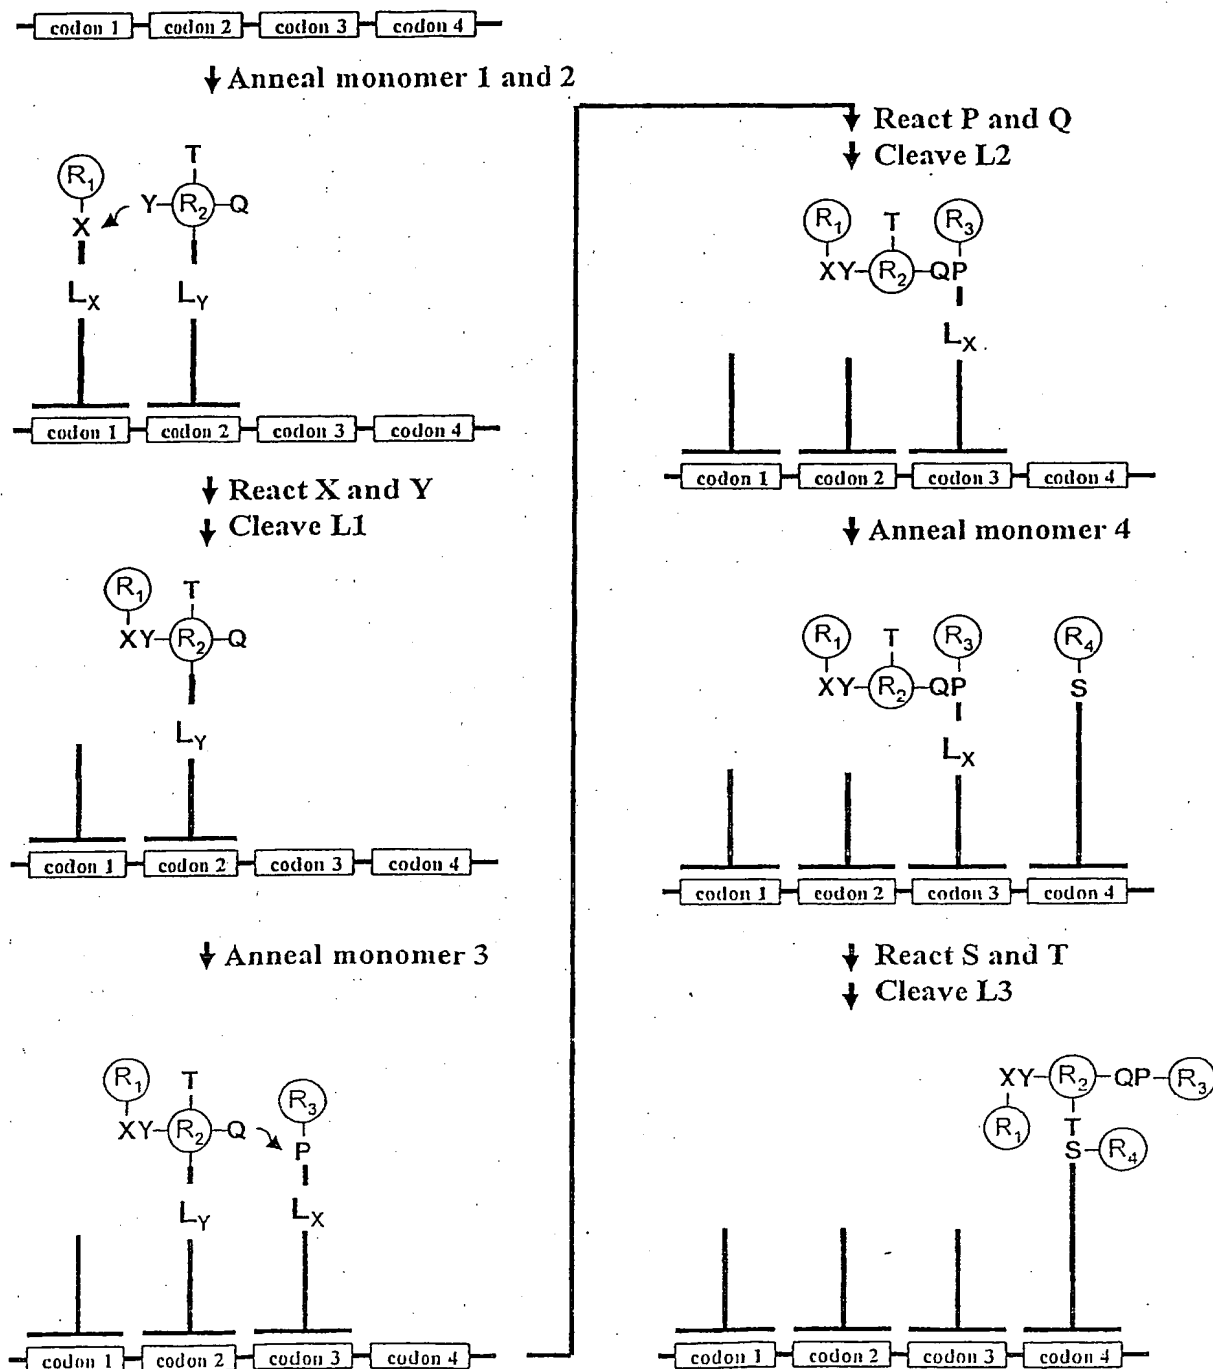 codon 1 codon 2 codon 3 codon 4
Anneal monomer 1 and 2
R1 T
X Y R2 Q
LX LY
codon 1 codon 2 codon 3 codon 4
React X and Y
Cleave L1
R1 T
XY R2 Q
LY
codon 1 codon 2 codon 3 codon 4
Anneal monomer 3
R1 T R3
XY R2 Q P
LY LX
codon 1 codon 2 codon 3 codon 4
React P and Q
Cleave L2
R1 T R3
XY R2 QP
LX
codon 1 codon 2 codon 3 codon 4
Anneal monomer 4
R1 T R3 R4
XY R2 QP S
LX
codon 1 codon 2 codon 3 codon 4
React S and T
Cleave L3
XY R2 QP R3
R1 T
S R4
codon 1 codon 2 codon 3 codon 4